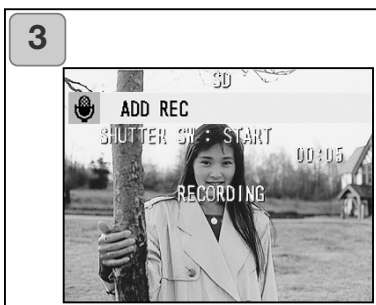 3
SD
ADD REC
SHUTTER SW : START
00:05
RECORDING